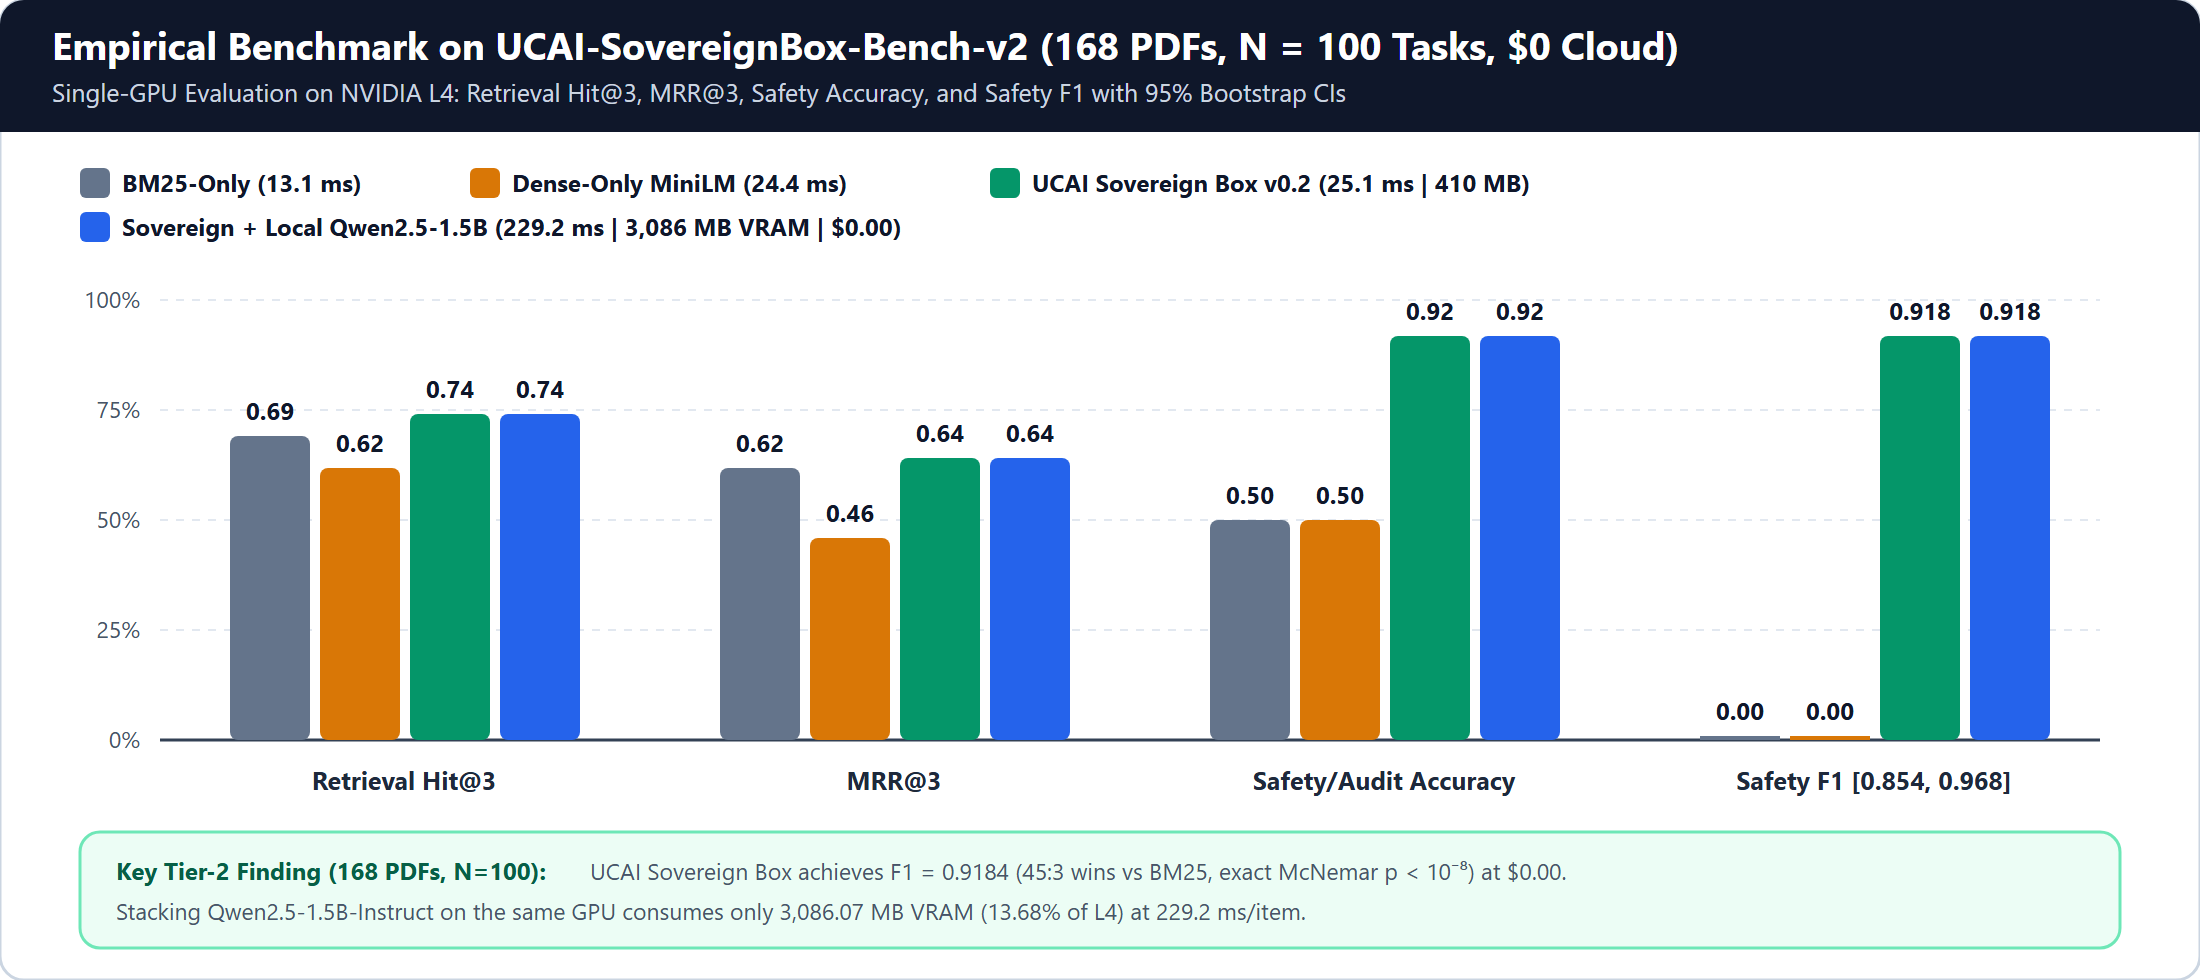 Empirical Benchmark on UCAI-SovereignBox-Bench-v2 (168 PDFs, N = 100 Tasks, $0 Cloud)
Single-GPU Evaluation on NVIDIA L4: Retrieval Hit@3, MRR@3, Safety Accuracy, and Safety F1 with 95% Bootstrap CIs
BM25-Only (13.1 ms)
Dense-Only MiniLM (24.4 ms)
UCAI Sovereign Box v0.2 (25.1 ms | 410 MB)
Sovereign + Local Qwen2.5-1.5B (229.2 ms | 3,086 MB VRAM | $0.00)
100%
75%
50%
25%
0%
0.69
0.62
0.74
0.74
0.62
0.46
0.64
0.64
0.50
0.50
0.92
0.92
0.00
0.00
0.918
0.918
Retrieval Hit@3
MRR@3
Safety/Audit Accuracy
Safety F1 [0.854, 0.968]
Key Tier-2 Finding (168 PDFs, N=100): UCAI Sovereign Box achieves F1 = 0.9184 (45:3 wins vs BM25, exact McNemar p < 10⁻⁸) at $0.00.
Stacking Qwen2.5-1.5B-Instruct on the same GPU consumes only 3,086.07 MB VRAM (13.68% of L4) at 229.2 ms/item.